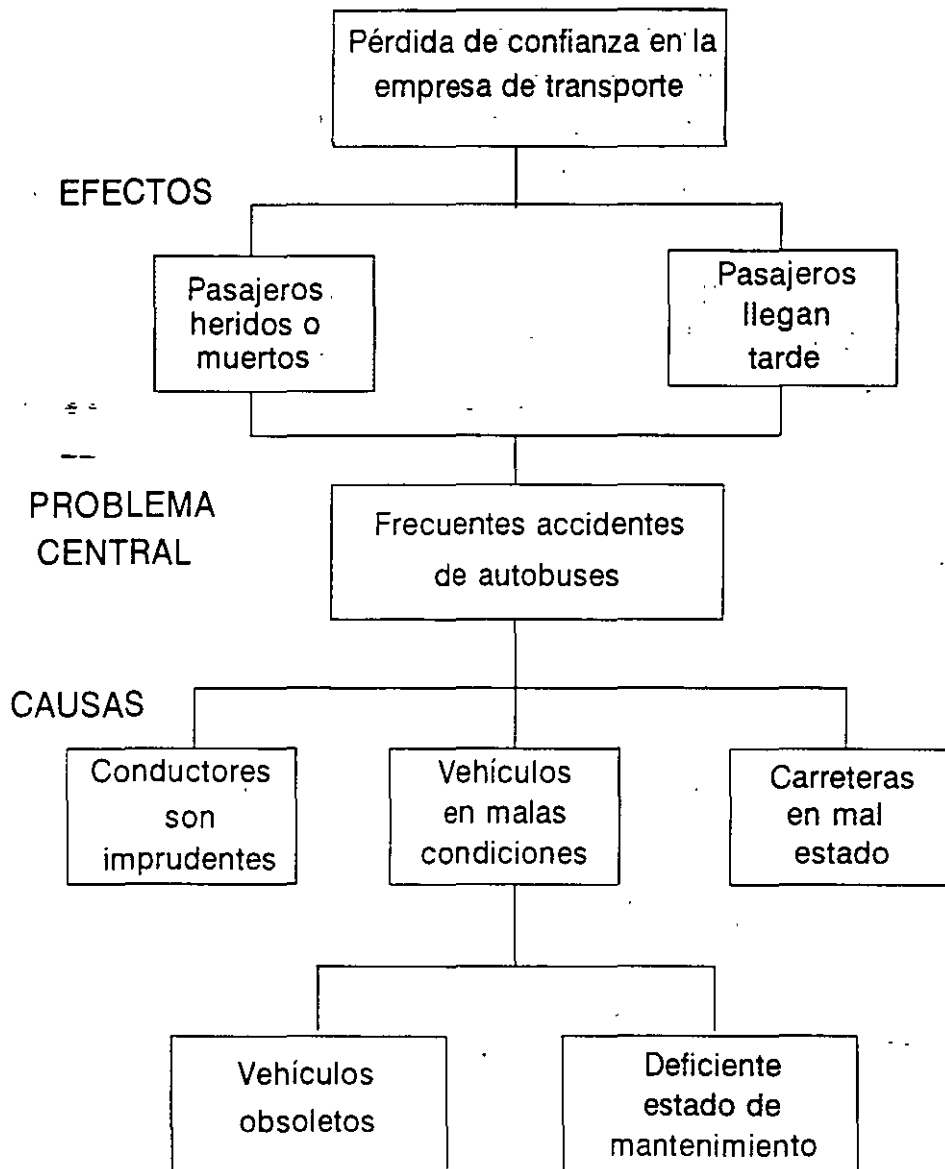 Pérdida de confianza en la
empresa de transporte
EFECTOS
Pasajeros
heridos o
muertos
Pasajeros
llegan
tarde
PROBLEMA
CENTRAL
Frecuentes accidentes
de autobuses
CAUSAS
Conductores
son
imprudentes
Vehículos
en malas
condiciones
Carreteras
en mal
estado
Vehículos
obsoletos
Deficiente
estado de
mantenimiento